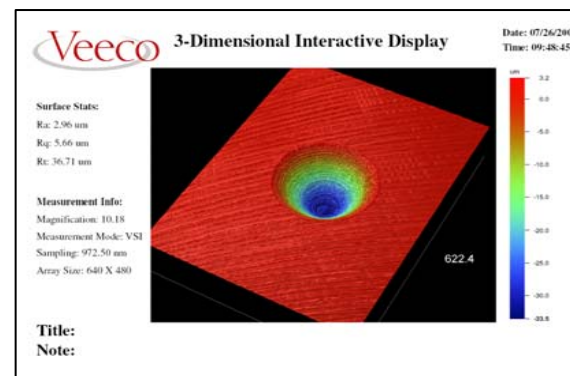 Veeco
3-Dimensional Interactive Display
Date: 07/26/200
Time: 09:48:45
Surface Stats:
Ra: 2.96 um
Rq: 5.66 um
Rt: 36.71 um
Measurement Info:
Magnification: 10.18
Measurement Mode: VSI
Sampling: 972.50 nm
Array Size: 640 X 480
Title:
Note:
622.4
um
3.2
0.0
-5.0
-10.0
-15.0
-20.0
-25.0
-30.0
-33.5